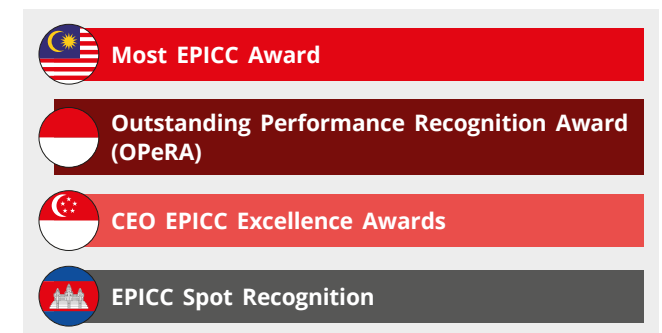 Most EPICC Award
Outstanding Performance Recognition Award
(OPeRA)
CEO EPICC Excellence Awards
EPICC Spot Recognition